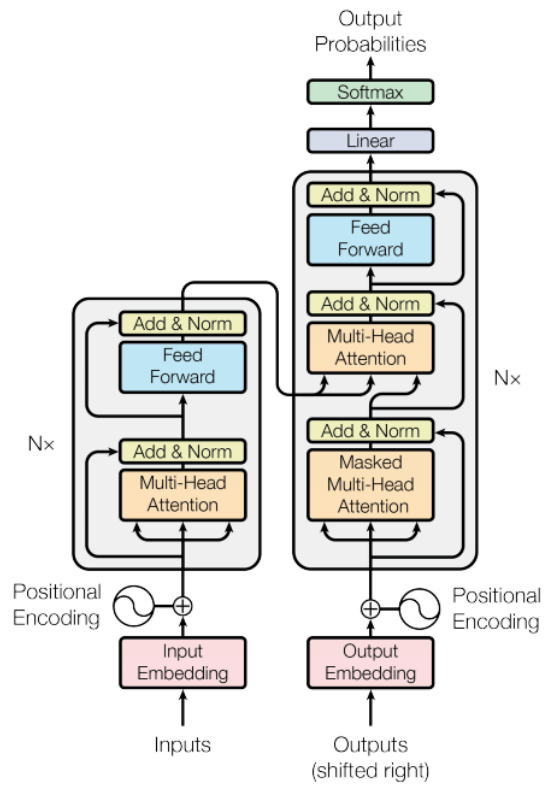 Output
Probabilities
Softmax
Linear
Add & Norm
Feed
Forward
Add & Norm
Multi-Head
Attention
Add & Norm
Masked
Multi-Head
Attention
N×
Add & Norm
Feed
Forward
Add & Norm
Multi-Head
Attention
N×
Positional
Encoding
Input
Embedding
Inputs
Positional
Encoding
Output
Embedding
Outputs
(shifted right)